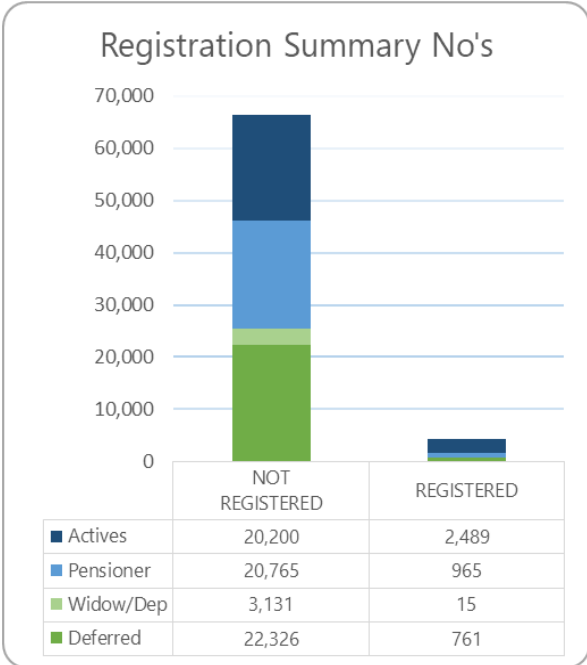 Registration Summary No's
70,000
60,000
50,000
40,000
30,000
20,000
10,000
0
NOT
REGISTERED
REGISTERED
Actives 20,200 2,489
Pensioner 20,765 965
Widow/Dep 3,131 15
Deferred 22,326 761